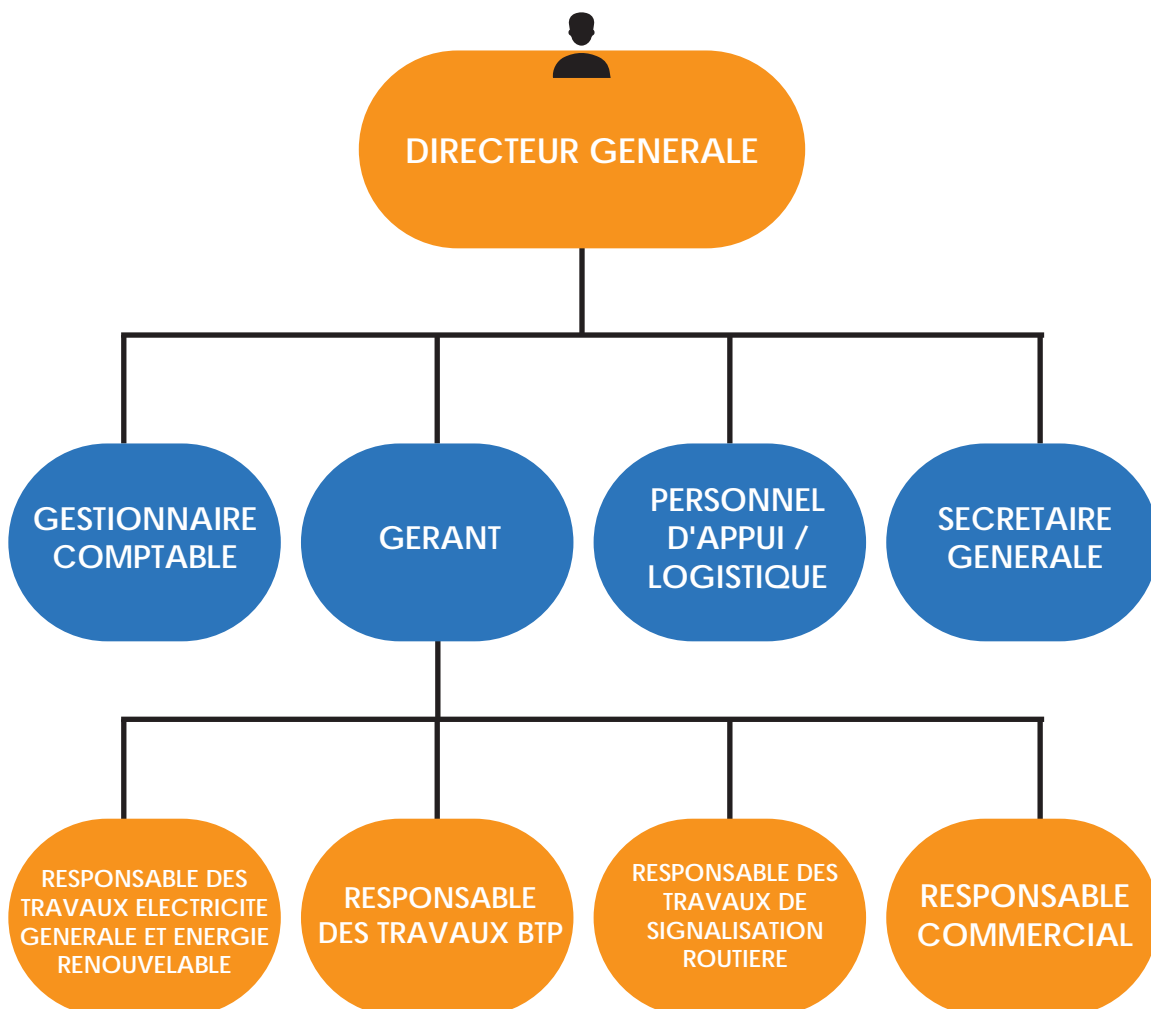 DIRECTEUR GENERALE
GESTIONNAIRE
COMPTABLE
GERANT
PERSONNEL
D'APPUI /
LOGISTIQUE
SECRETAIRE
GENERALE
RESPONSABLE DES
TRAVAUX ELECTRICITE
GENERALE ET ENERGIE
RENOUVELABLE
RESPONSABLE
DES TRAVAUX BTP
RESPONSABLE DES
TRAVAUX DE
SIGNALISATION
ROUTIERE
RESPONSABLE
COMMERCIAL